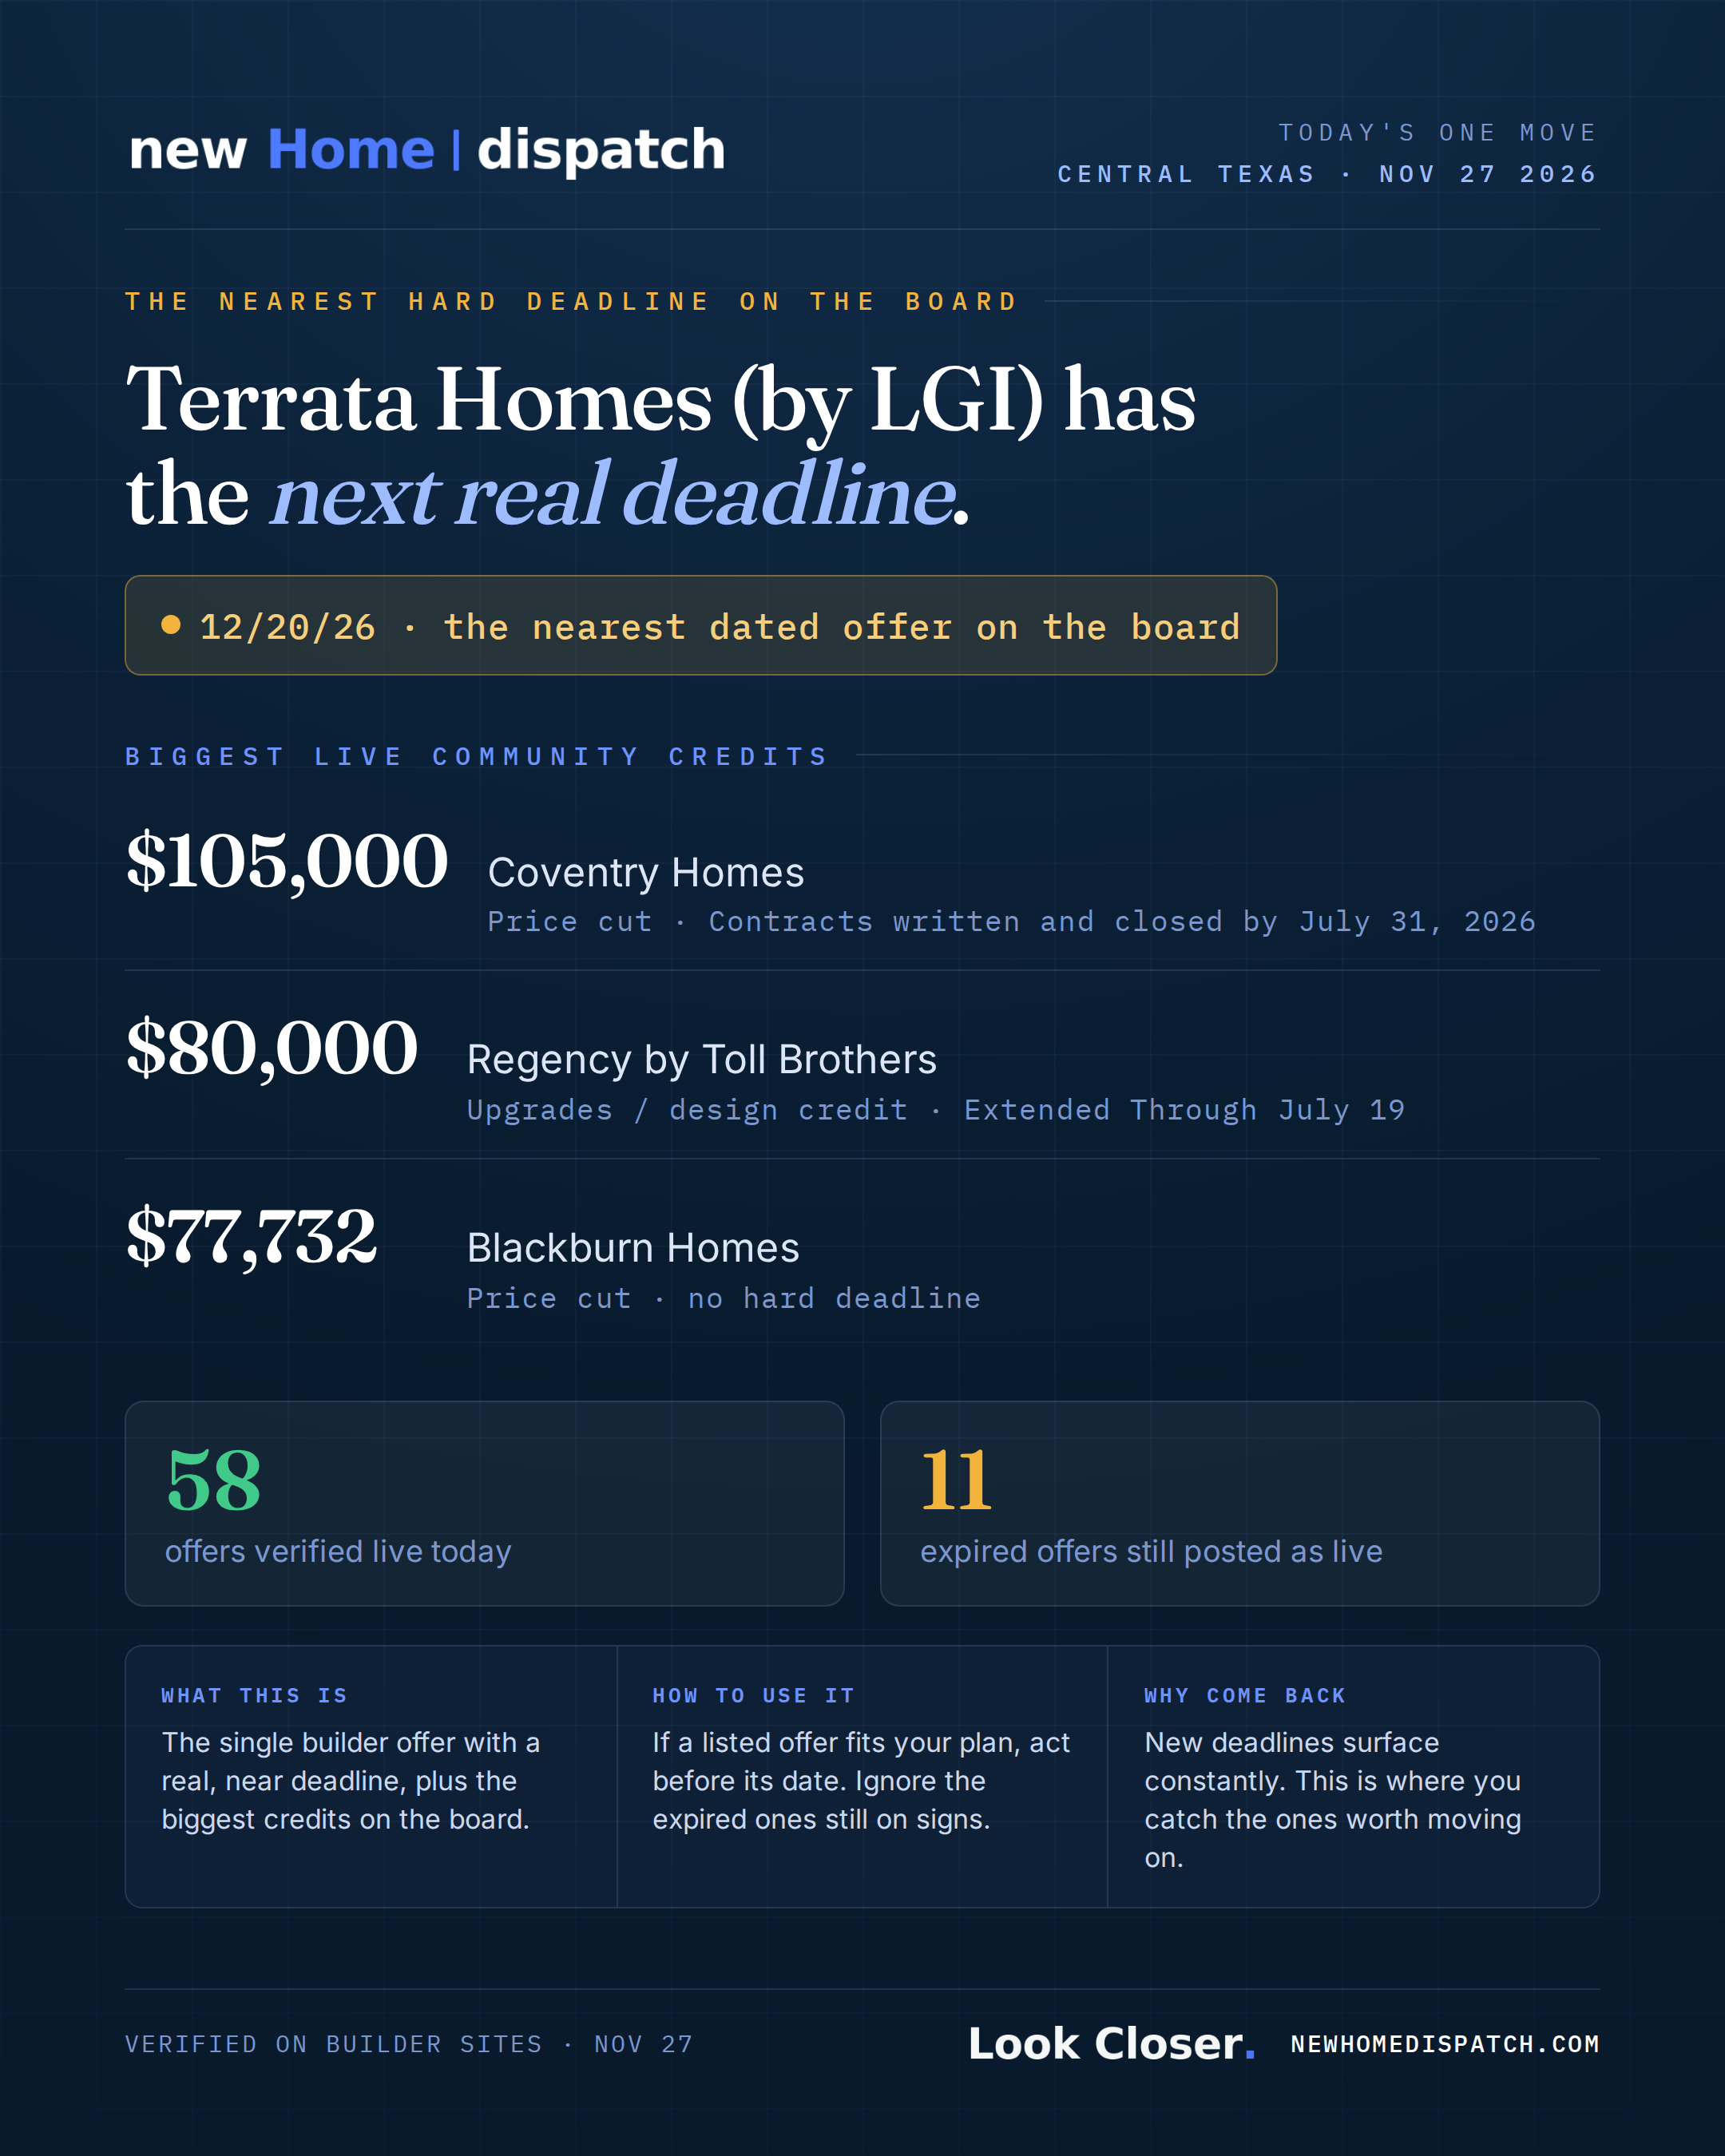 new Home | dispatch
TODAY'S ONE MOVE
CENTRAL TEXAS · NOV 27 2026
THE NEAREST HARD DEADLINE ON THE BOARD
Terrata Homes (by LGI) has
the next real deadline.
12/20/26 · the nearest dated offer on the board
BIGGEST LIVE COMMUNITY CREDITS
$105,000 Coventry Homes
Price cut · Contracts written and closed by July 31, 2026
$80,000 Regency by Toll Brothers
Upgrades / design credit · Extended Through July 19
$77,732 Blackburn Homes
Price cut · no hard deadline
58
offers verified live today
11
expired offers still posted as live
WHAT THIS IS
The single builder offer with a
real, near deadline, plus the
biggest credits on the board.
HOW TO USE IT
If a listed offer fits your plan, act
before its date. Ignore the
expired ones still on signs.
WHY COME BACK
New deadlines surface
constantly. This is where you
catch the ones worth moving
on.
VERIFIED ON BUILDER SITES · NOV 27
Look Closer. NEWHOMEDISPATCH.COM